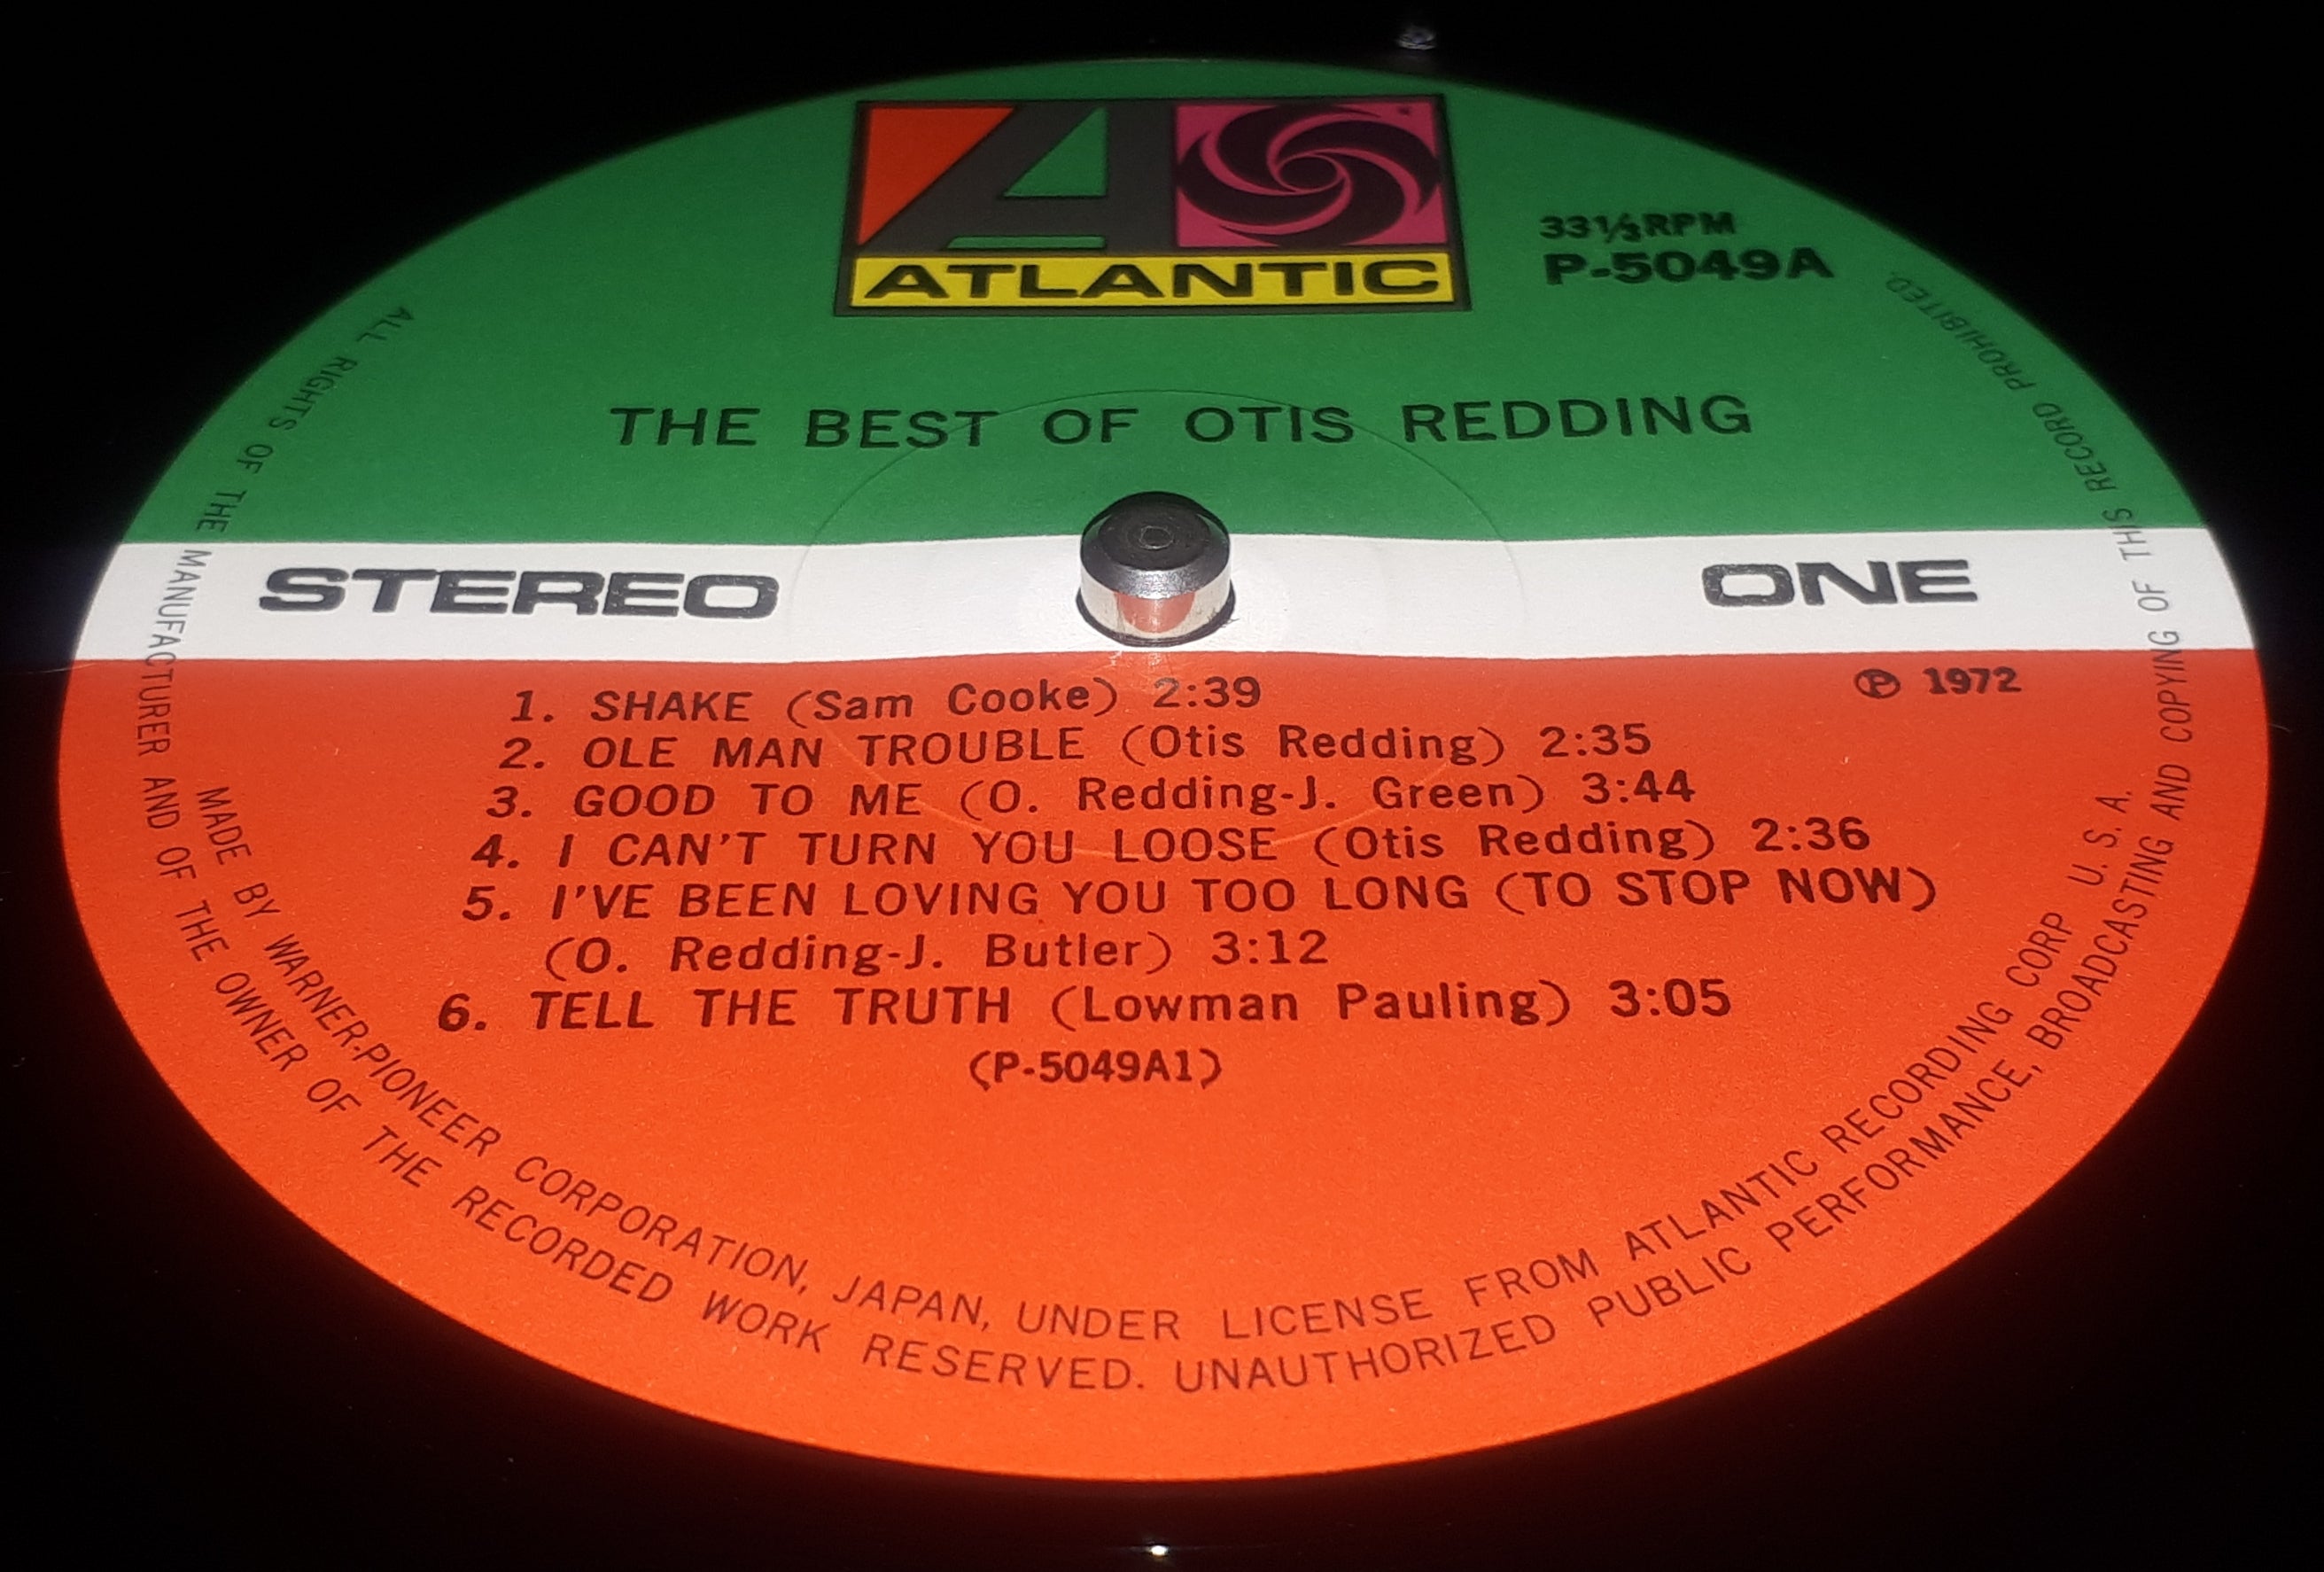 ATLANTIC
33⅓RPM
P-5049A
THE BEST OF OTIS REDDING
STEREO
ONE
℗ 1972
1. SHAKE (Sam Cooke) 2:39
2. OLE MAN TROUBLE (Otis Redding) 2:35
3. GOOD TO ME (O. Redding-J. Green) 3:44
4. I CAN'T TURN YOU LOOSE (Otis Redding) 2:36
5. I'VE BEEN LOVING YOU TOO LONG (TO STOP NOW)
(O. Redding-J. Butler) 3:12
6. TELL THE TRUTH (Lowman Pauling) 3:05
(P-5049A1)
MADE BY WARNER-PIONEER CORPORATION, JAPAN, UNDER LICENSE FROM ATLANTIC RECORDING CORP U. S. A.
ALL RIGHTS OF THE MANUFACTURER AND OF THE OWNER OF THE RECORDED WORK RESERVED. UNAUTHORIZED PUBLIC PERFORMANCE, BROADCASTING AND COPYING OF THIS RECORD PROHIBITED.